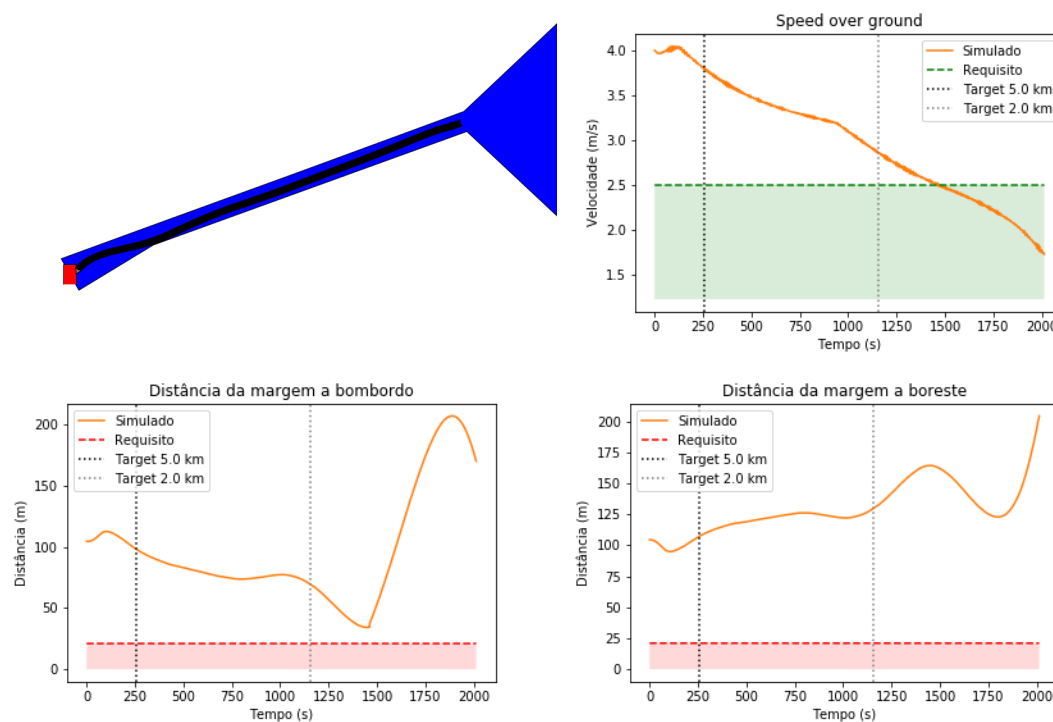 Speed over ground
Velocidade (m/s)
4.0
3.5
3.0
2.5
2.0
1.5
Simulado
Requisito
Target 5.0 km
Target 2.0 km
0 250 500 750 1000 1250 1500 1750 2000
Tempo (s)
Distância da margem a bombordo
Distância (m)
200
150
100
50
0
Simulado
Requisito
Target 5.0 km
Target 2.0 km
0 250 500 750 1000 1250 1500 1750 2000
Tempo (s)
Distância da margem a boreste
Distância (m)
200
175
150
125
100
75
50
25
0
Simulado
Requisito
Target 5.0 km
Target 2.0 km
0 250 500 750 1000 1250 1500 1750 2000
Tempo (s)